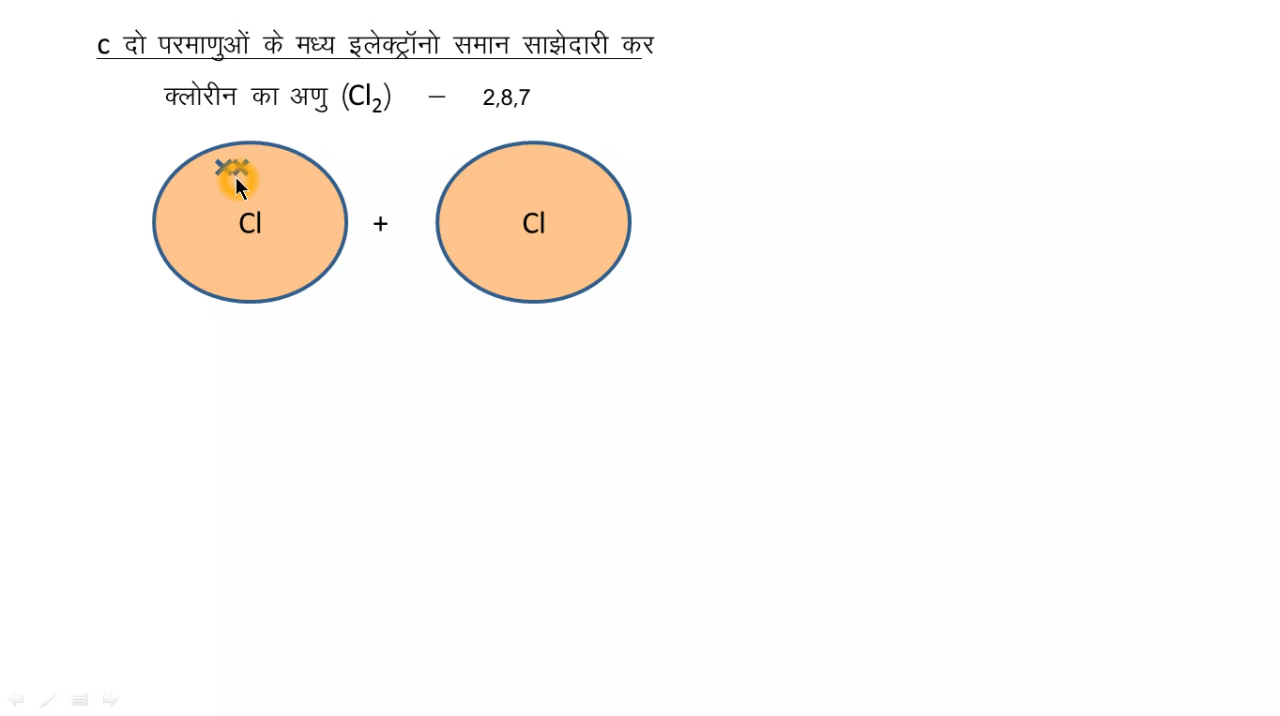 c दो परमाणुओं के मध्य इलेक्ट्रॉनो समान साझेदारी कर
क्लोरीन का अणु (Cl₂) – 2,8,7
Cl + Cl